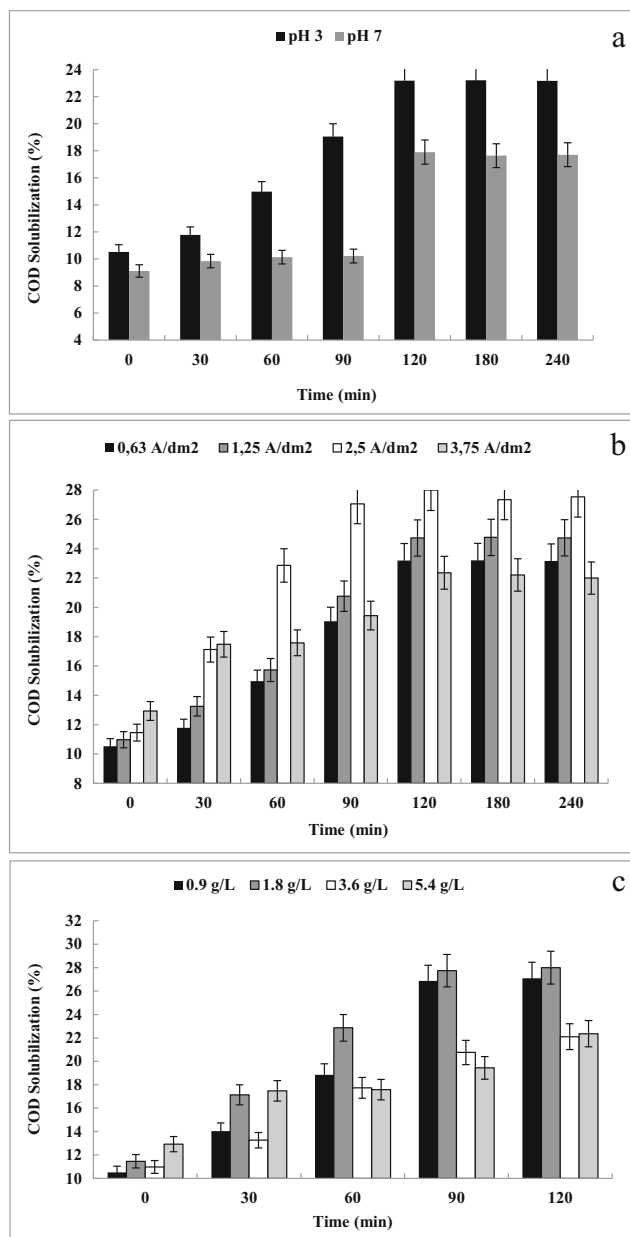 pH 3 pH 7
a
24
22
20
18
16
14
12
10
8
6
4
COD Solubilization (%)
0 30 60 90 120 180 240
Time (min)
0,63 A/dm2 1,25 A/dm2 2,5 A/dm2 3,75 A/dm2
b
28
26
24
22
20
18
16
14
12
10
8
COD Solubilization (%)
0 30 60 90 120 180 240
Time (min)
0.9 g/L 1.8 g/L 3.6 g/L 5.4 g/L
c
32
30
28
26
24
22
20
18
16
14
12
10
COD Solubilization (%)
0 30 60 90 120
Time (min)